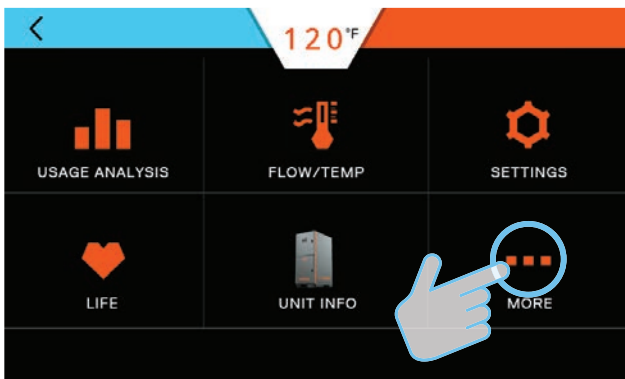 120°F
USAGE ANALYSIS
FLOW/TEMP
SETTINGS
LIFE
UNIT INFO
MORE